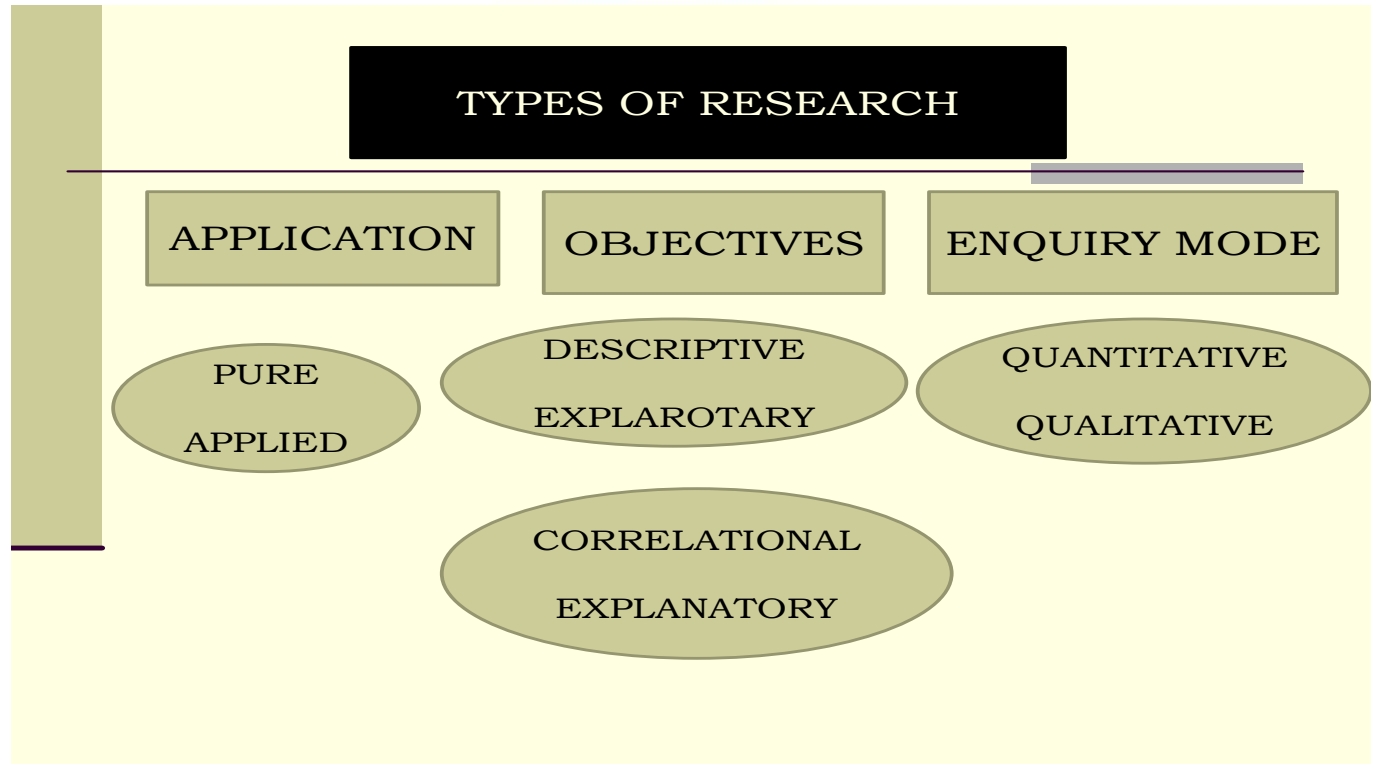 TYPES OF RESEARCH
APPLICATION
OBJECTIVES
ENQUIRY MODE
PURE
APPLIED
DESCRIPTIVE
EXPLAROTARY
QUANTITATIVE
QUALITATIVE
CORRELATIONAL
EXPLANATORY